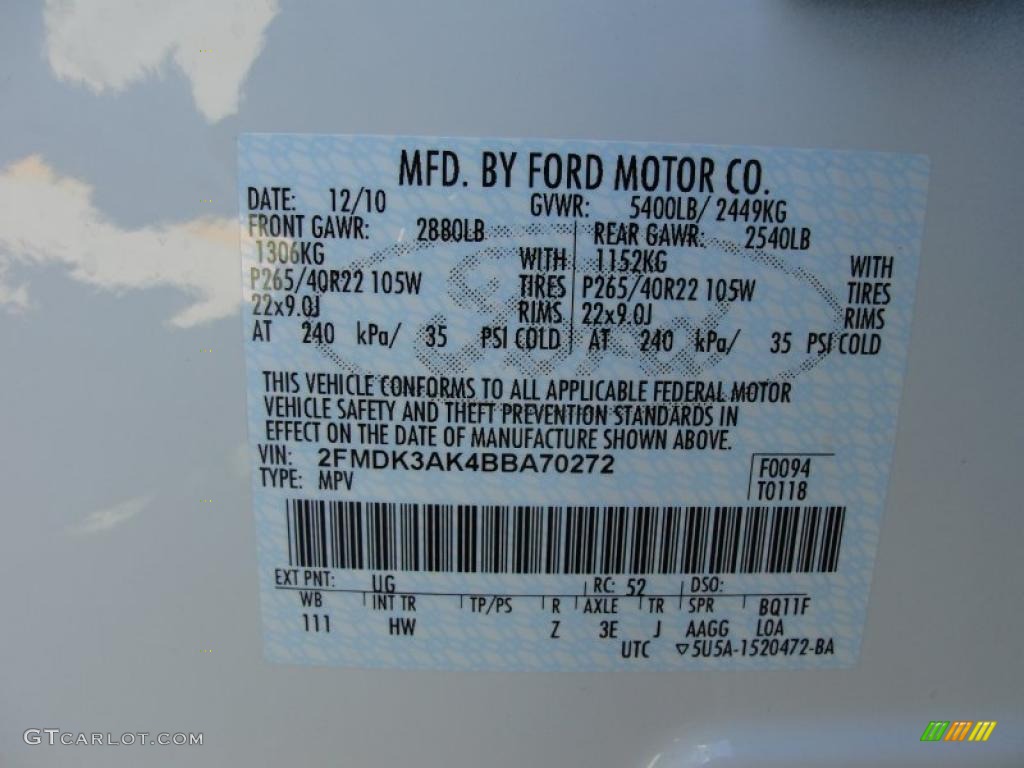 MFD. BY FORD MOTOR CO.
DATE: 12/10 GVWR: 5400LB/ 2449KG
FRONT GAWR: 2880LB REAR GAWR: 2540LB
1306KG WITH 1152KG WITH
P265/40R22 105W TIRES P265/40R22 105W TIRES
22x9.0J RIMS 22x9.0J RIMS
AT 240 kPa/ 35 PSI COLD AT 240 kPa/ 35 PSI COLD
THIS VEHICLE CONFORMS TO ALL APPLICABLE FEDERAL MOTOR
VEHICLE SAFETY AND THEFT PREVENTION STANDARDS IN
EFFECT ON THE DATE OF MANUFACTURE SHOWN ABOVE.
VIN: 2FMDK3AK4BBA70272 F0094
TYPE: MPV T0118
EXT PNT: UG RC: 52 DSO:
WB INT TR TP/PS R AXLE TR SPR BQ11F
111 HW Z 3E J AAGG LOA
UTC ▽5U5A-1520472-BA
GTCARLOT.COM